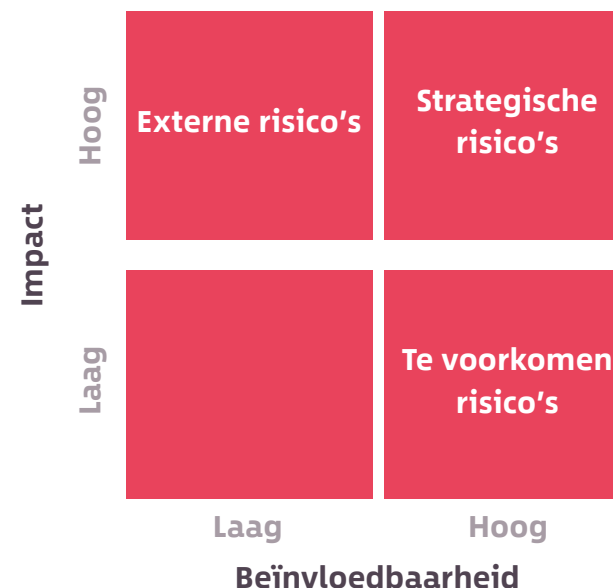 Impact
Hoog
Externe risico's
Strategische
risico's
Laag
Te voorkomen
risico's
Laag
Hoog
Beïnvloedbaarheid